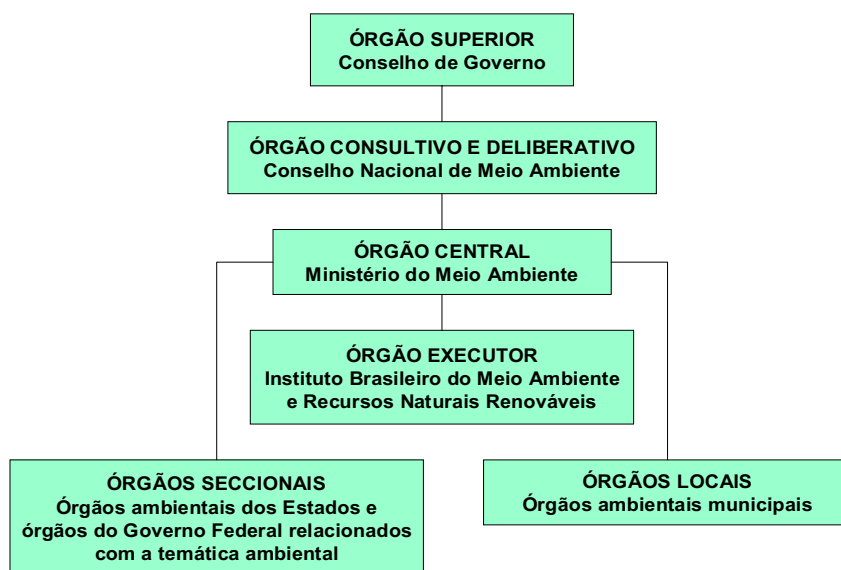 ÓRGÃO SUPERIOR
Conselho de Governo
ÓRGÃO CONSULTIVO E DELIBERATIVO
Conselho Nacional de Meio Ambiente
ÓRGÃO CENTRAL
Ministério do Meio Ambiente
ÓRGÃO EXECUTOR
Instituto Brasileiro do Meio Ambiente
e Recursos Naturais Renováveis
ÓRGÃOS SECCIONAIS
Órgãos ambientais dos Estados e
órgãos do Governo Federal relacionados
com a temática ambiental
ÓRGÃOS LOCAIS
Órgãos ambientais municipais